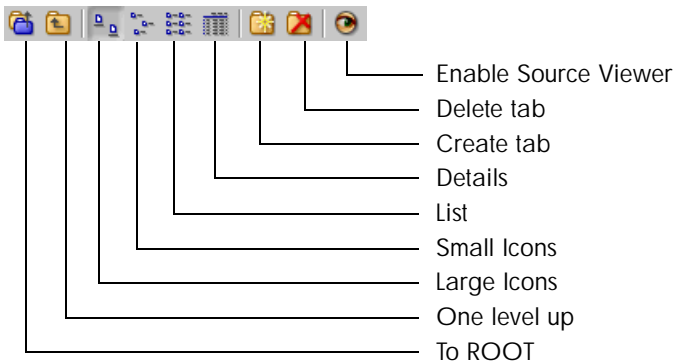 Enable Source Viewer
Delete tab
Create tab
Details
List
Small Icons
Large Icons
One level up
To ROOT